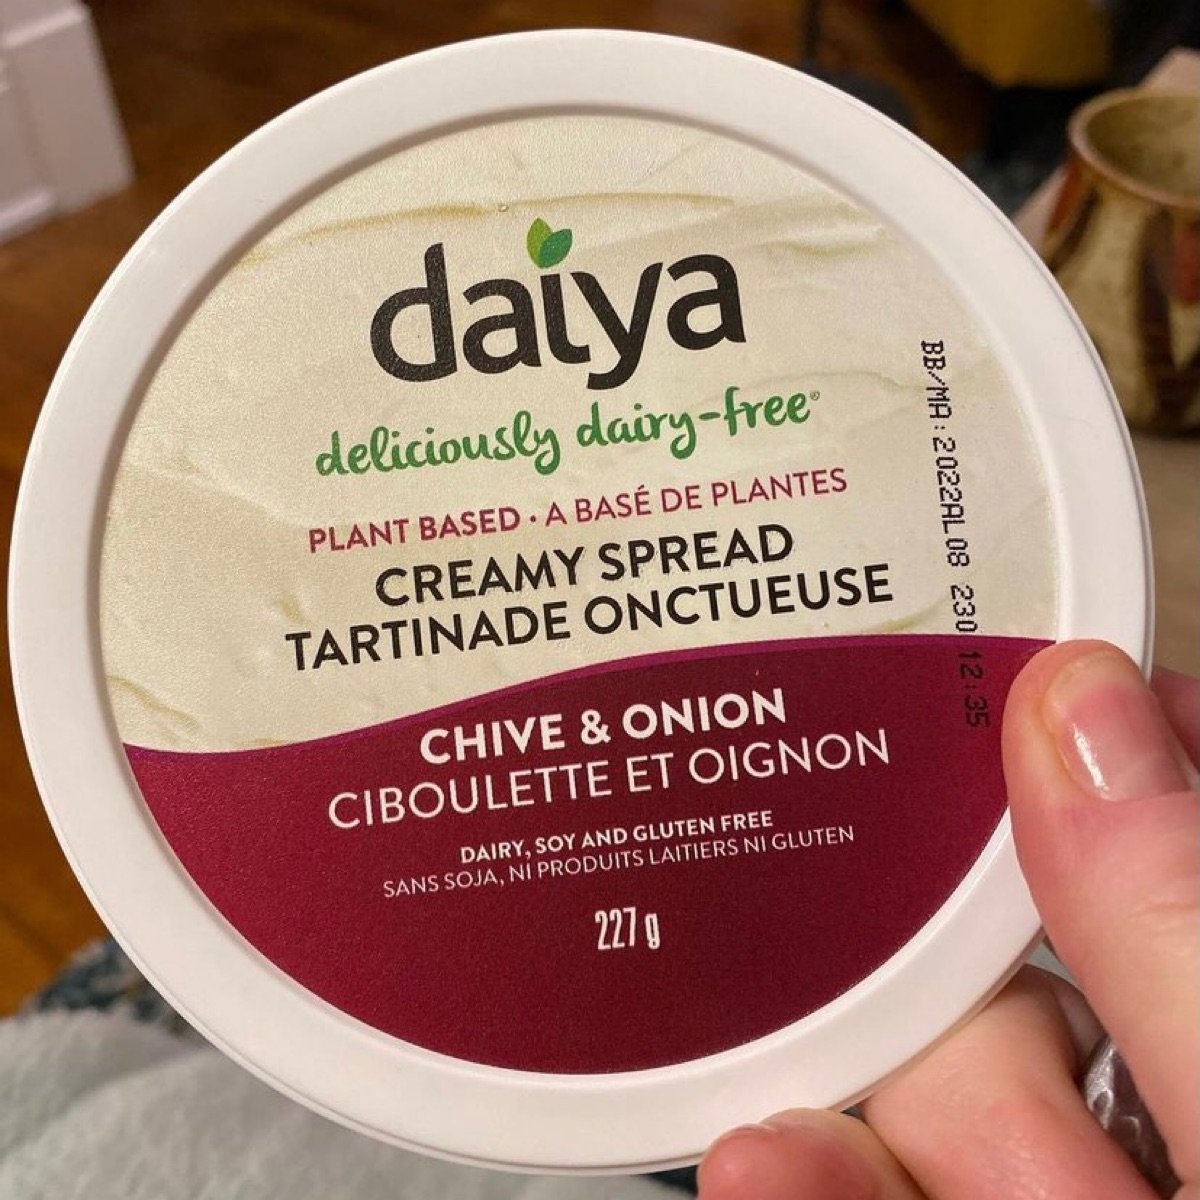 daiya
deliciously dairy-free®
PLANT BASED · A BASÉ DE PLANTES
CREAMY SPREAD
TARTINADE ONCTUEUSE
CHIVE & ONION
CIBOULETTE ET OIGNON
DAIRY, SOY AND GLUTEN FREE
SANS SOJA, NI PRODUITS LAITIERS NI GLUTEN
227 g
BB/MA:2022AL08 230 12:35